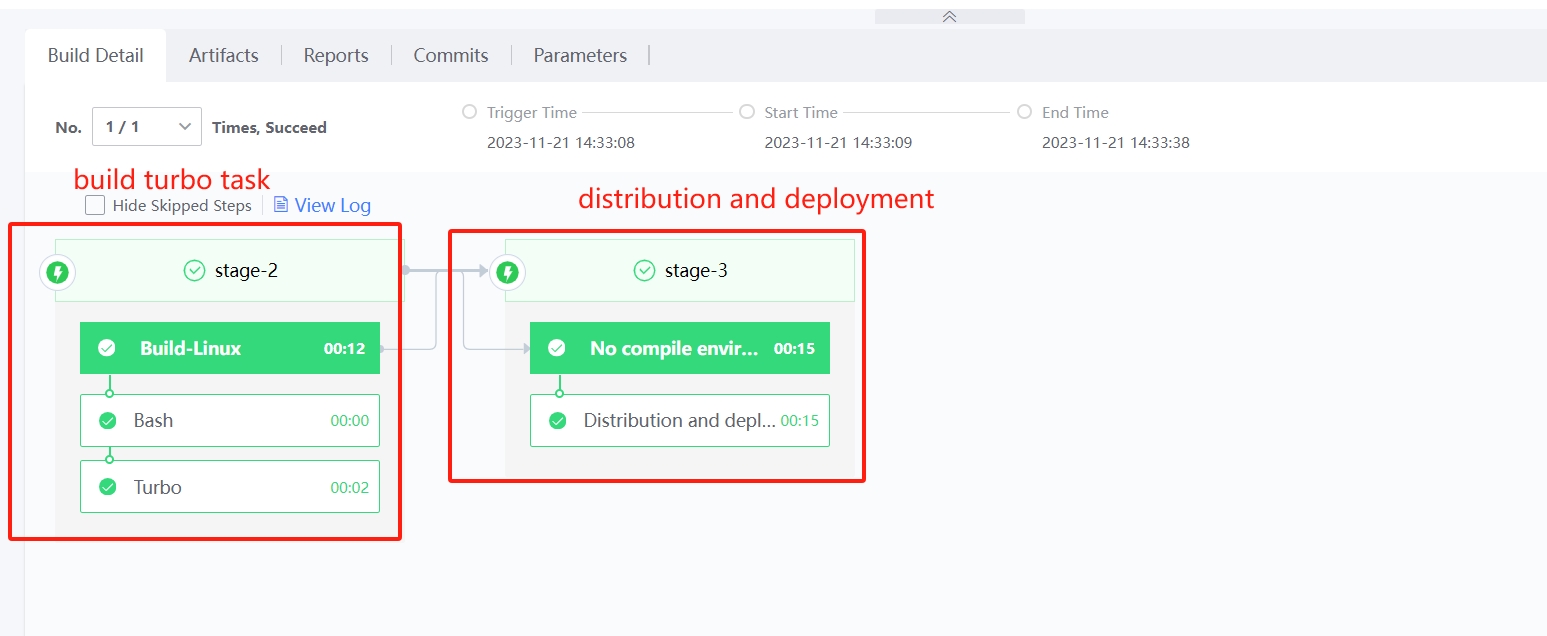 Build Detail Artifacts Reports Commits Parameters
No. 1 / 1 Times, Succeed
Trigger Time Start Time End Time
2023-11-21 14:33:08 2023-11-21 14:33:09 2023-11-21 14:33:38
build turbo task
distribution and deployment
Hide Skipped Steps View Log
stage-2
Build-Linux 00:12
Bash 00:00
Turbo 00:02
stage-3
No compile envir... 00:15
Distribution and depl... 00:15